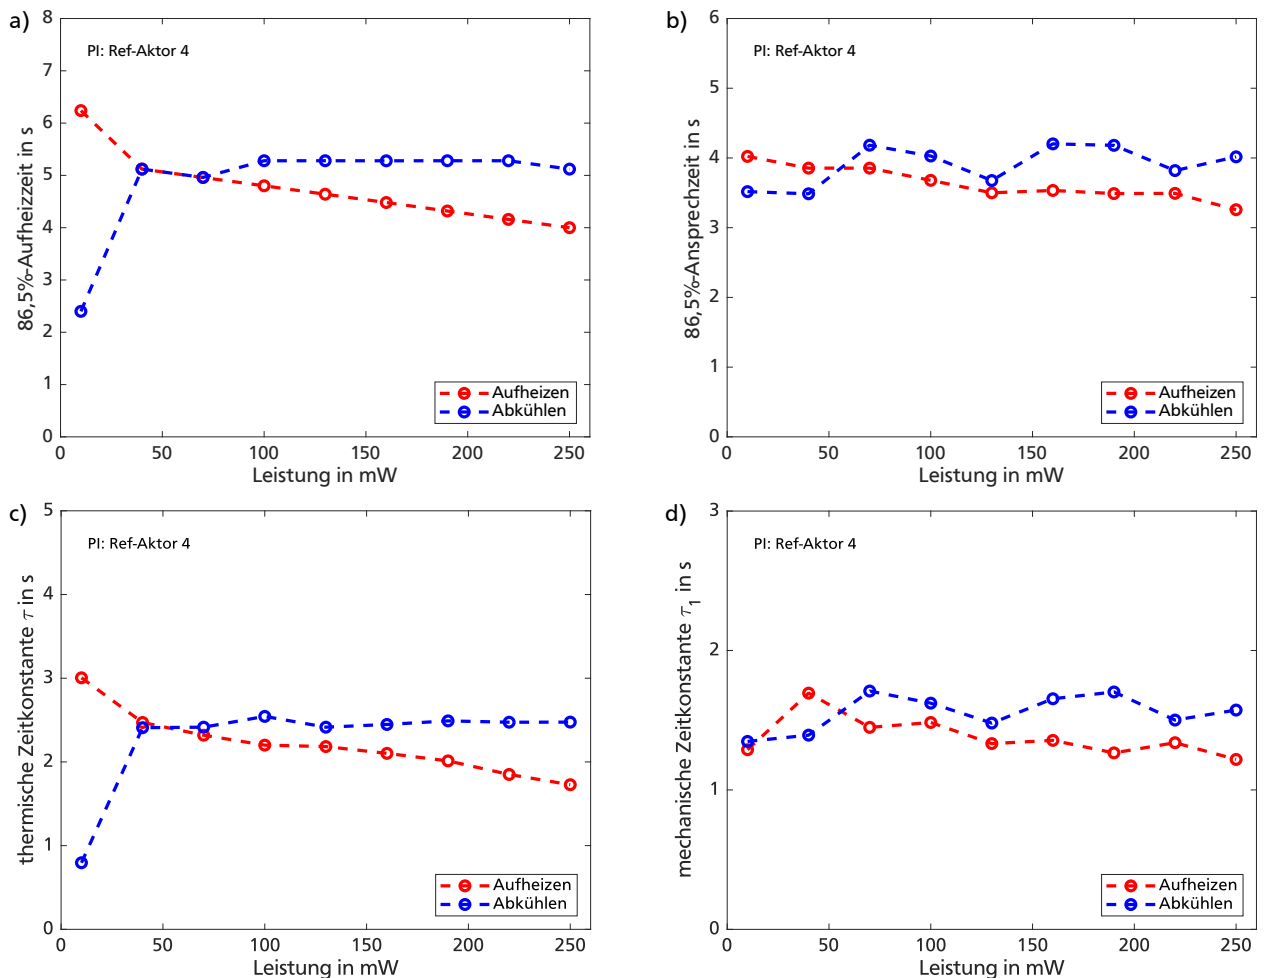 a)
PI: Ref-Aktor 4
86,5%-Aufheizzeit in s
8
7
6
5
4
3
2
1
0
0 50 100 150 200 250
Leistung in mW
Aufheizen
Abkühlen
b)
PI: Ref-Aktor 4
86,5%-Ansprechzeit in s
6
5
4
3
2
1
0
0 50 100 150 200 250
Leistung in mW
Aufheizen
Abkühlen
c)
PI: Ref-Aktor 4
thermische Zeitkonstante τ in s
5
4
3
2
1
0
0 50 100 150 200 250
Leistung in mW
Aufheizen
Abkühlen
d)
PI: Ref-Aktor 4
mechanische Zeitkonstante τ₁ in s
3
2
1
0
0 50 100 150 200 250
Leistung in mW
Aufheizen
Abkühlen